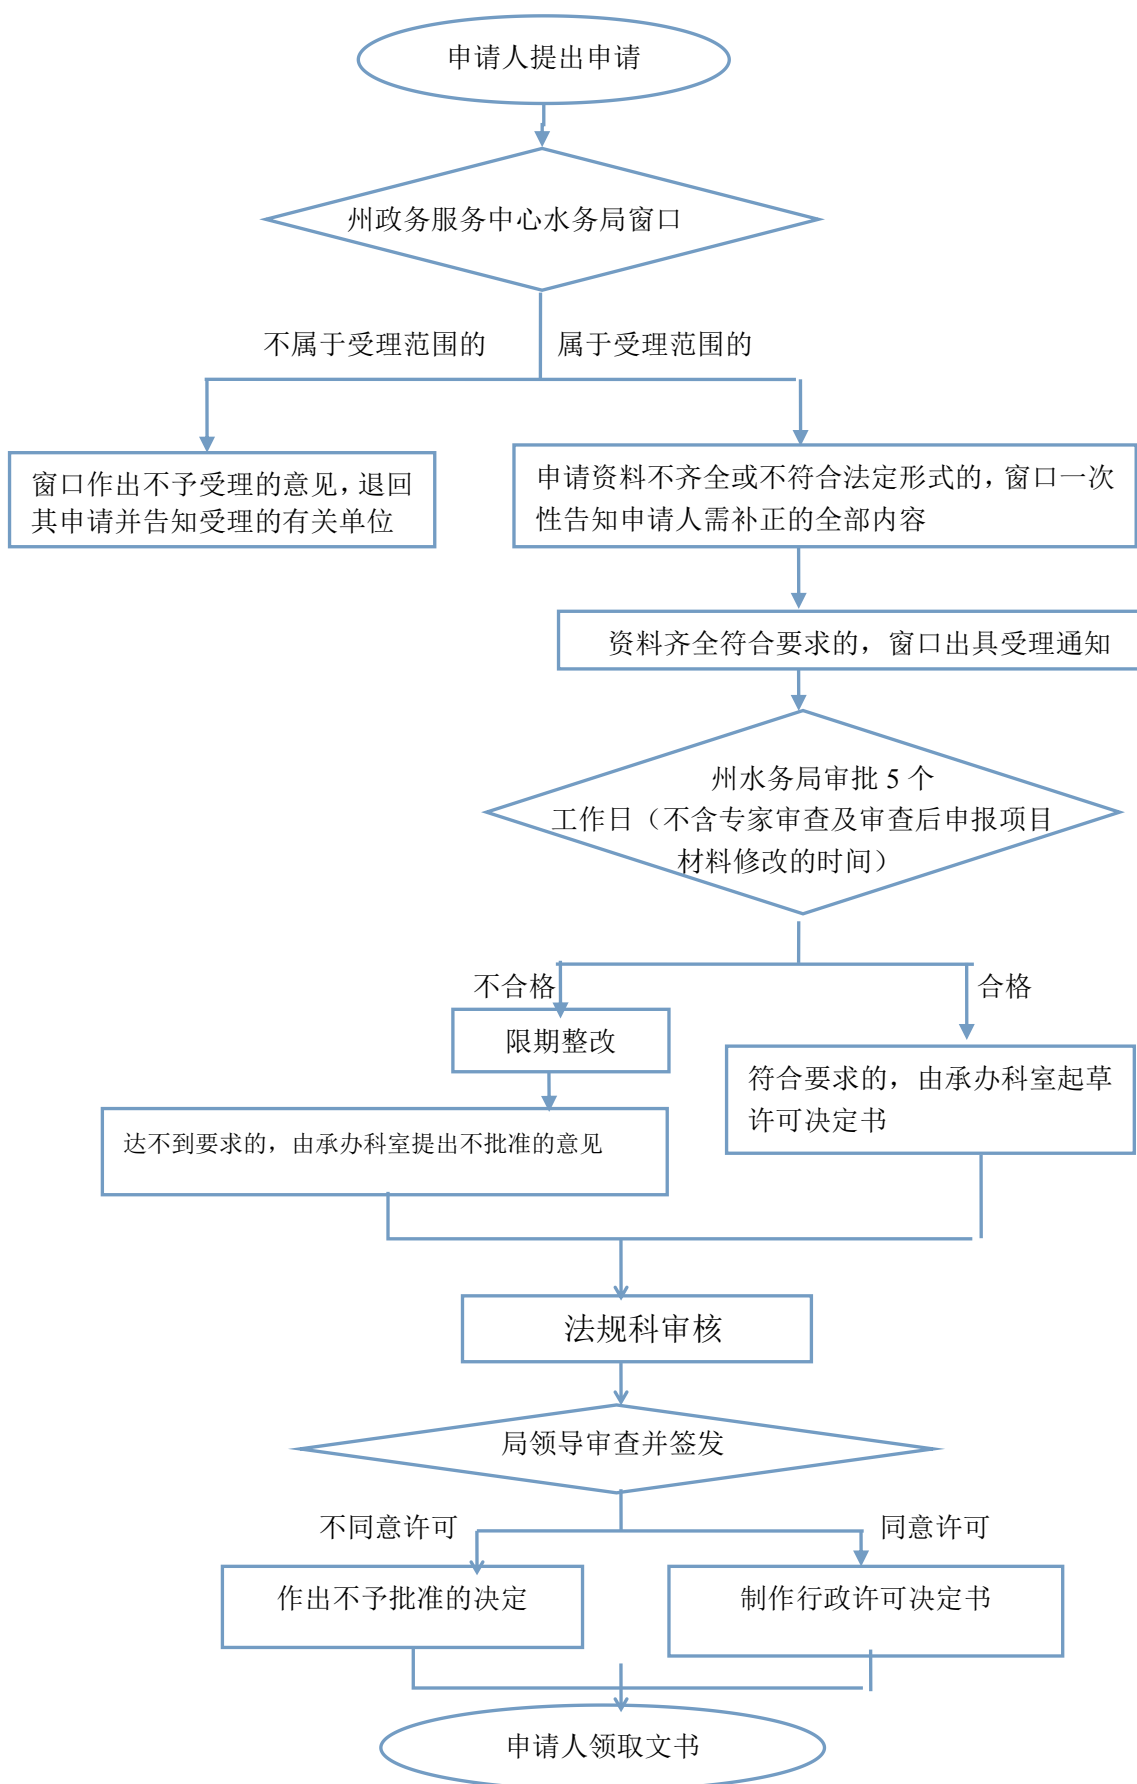 申请人提出申请
州政务服务中心水务局窗口
不属于受理范围的
属于受理范围的
窗口作出不予受理的意见，退回
其申请并告知受理的有关单位
申请资料不齐全或不符合法定形式的，窗口一次
性告知申请人需补正的全部内容
资料齐全符合要求的，窗口出具受理通知
州水务局审批 5 个
工作日（不含专家审查及审查后申报项目
材料修改的时间）
不合格
合格
限期整改
符合要求的，由承办科室起草
许可决定书
达不到要求的，由承办科室提出不批准的意见
法规科审核
局领导审查并签发
不同意许可
同意许可
作出不予批准的决定
制作行政许可决定书
申请人领取文书